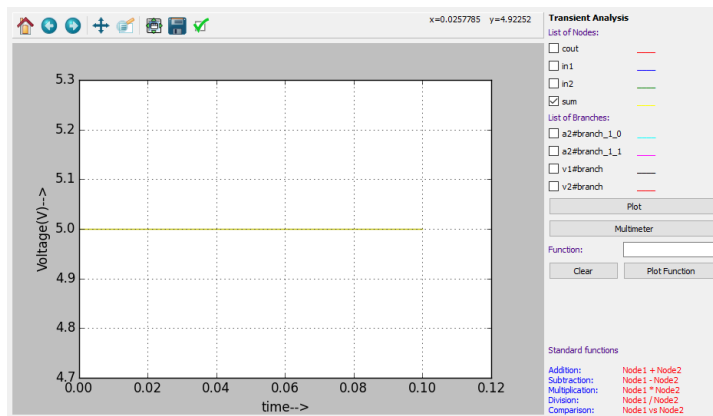 x=0.0257785 y=4.92252
Transient Analysis
List of Nodes:
cout
in1
in2
sum
List of Branches:
a2#branch_1_0
a2#branch_1_1
v1#branch
v2#branch
Plot
Multimeter
Function:
Clear Plot Function
Standard functions
Addition: Node1 + Node2
Subtraction: Node1 - Node2
Multiplication: Node1 * Node2
Division: Node1 / Node2
Comparison: Node1 vs Node2
5.3
5.2
5.1
5.0
4.9
4.8
4.7
Voltage(V)-->
0.00 0.02 0.04 0.06 0.08 0.10 0.12
time-->